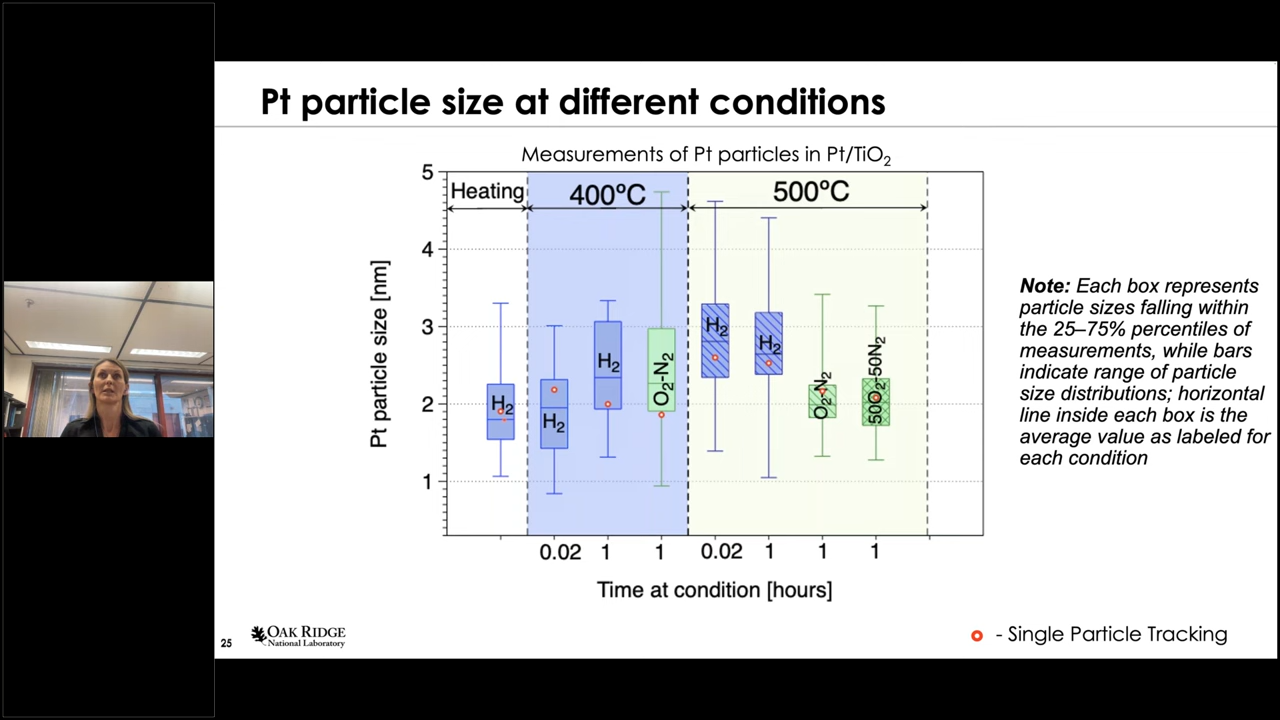 Pt particle size at different conditions
Measurements of Pt particles in Pt/TiO₂
Heating
400ºC
500ºC
Pt particle size [nm]
5
4
3
2
1
H₂
H₂
H₂
O₂-N₂
H₂
H₂
O₂-N₂
50O₂-50N₂
0.02
1
1
0.02
1
1
1
Time at condition [hours]
Note: Each box represents
particle sizes falling within
the 25–75% percentiles of
measurements, while bars
indicate range of particle
size distributions; horizontal
line inside each box is the
average value as labeled for
each condition
- Single Particle Tracking
25
OAK RIDGE
National Laboratory